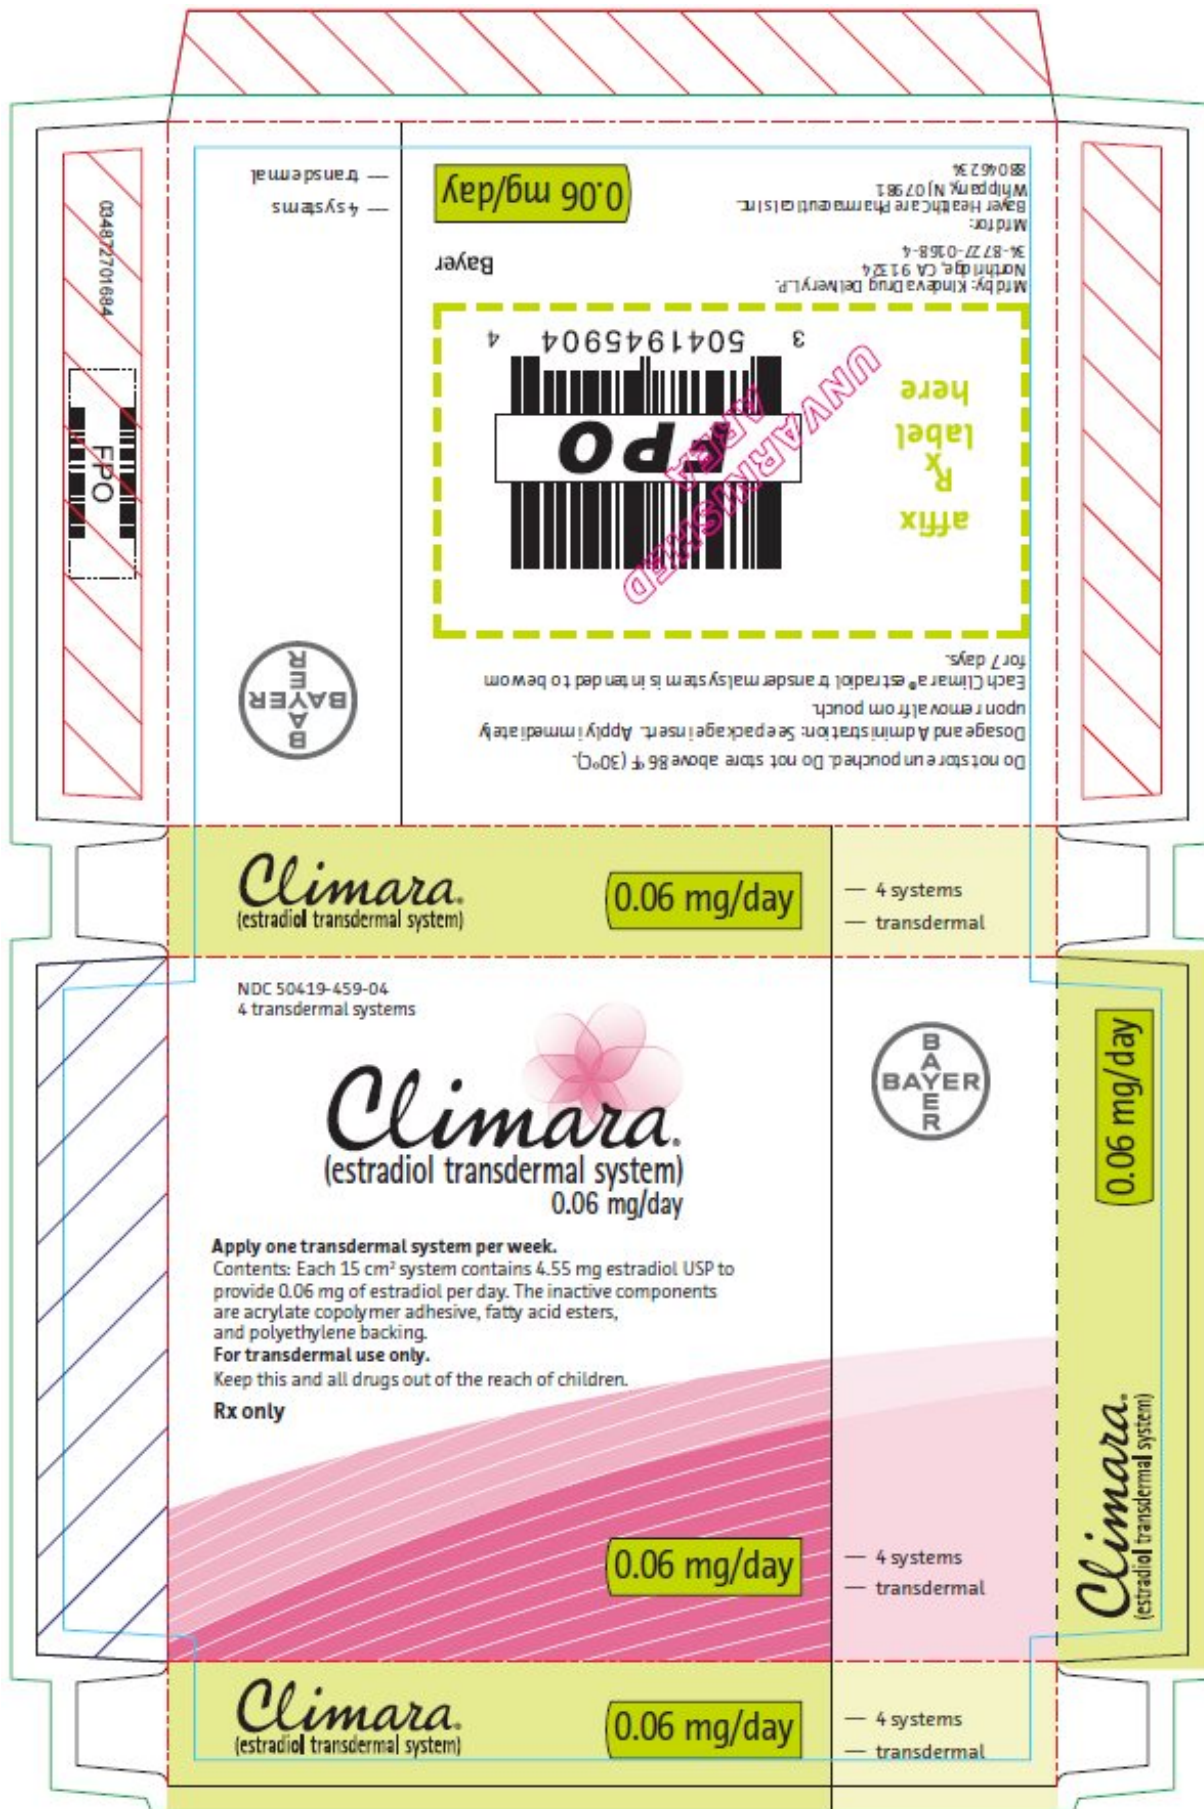 — 4 systems
— transdermal
0.06 mg/day
Mfd by: Kindeva Drug Delivery L.P.
Northridge, CA 91324
34-8727-0168-4
Mfd for:
Bayer HealthCare Pharmaceuticals Inc.
Whippany, NJ 07981
88046234
Bayer
affix
Rx
label
here
FPO
3 5041945904 4
UNVARNISHED
AREA
Do not store unpouched. Do not store above 86 °F (30°C).
Dosage and Administration: See package insert. Apply immediately
upon removal from pouch.
Each Climara® estradiol transdermal system is intended to be worn
for 7 days.
BAYER
BAYER
034872701684
FPO
Climara®
(estradiol transdermal system)
0.06 mg/day
— 4 systems
— transdermal
NDC 50419-459-04
4 transdermal systems
Climara®
(estradiol transdermal system)
0.06 mg/day
BAYER
BAYER
Apply one transdermal system per week.
Contents: Each 15 cm² system contains 4.55 mg estradiol USP to
provide 0.06 mg of estradiol per day. The inactive components
are acrylate copolymer adhesive, fatty acid esters,
and polyethylene backing.
For transdermal use only.
Keep this and all drugs out of the reach of children.
Rx only
0.06 mg/day
— 4 systems
— transdermal
Climara®
(estradiol transdermal system)
0.06 mg/day
Climara®
(estradiol transdermal system)
0.06 mg/day
— 4 systems
— transdermal